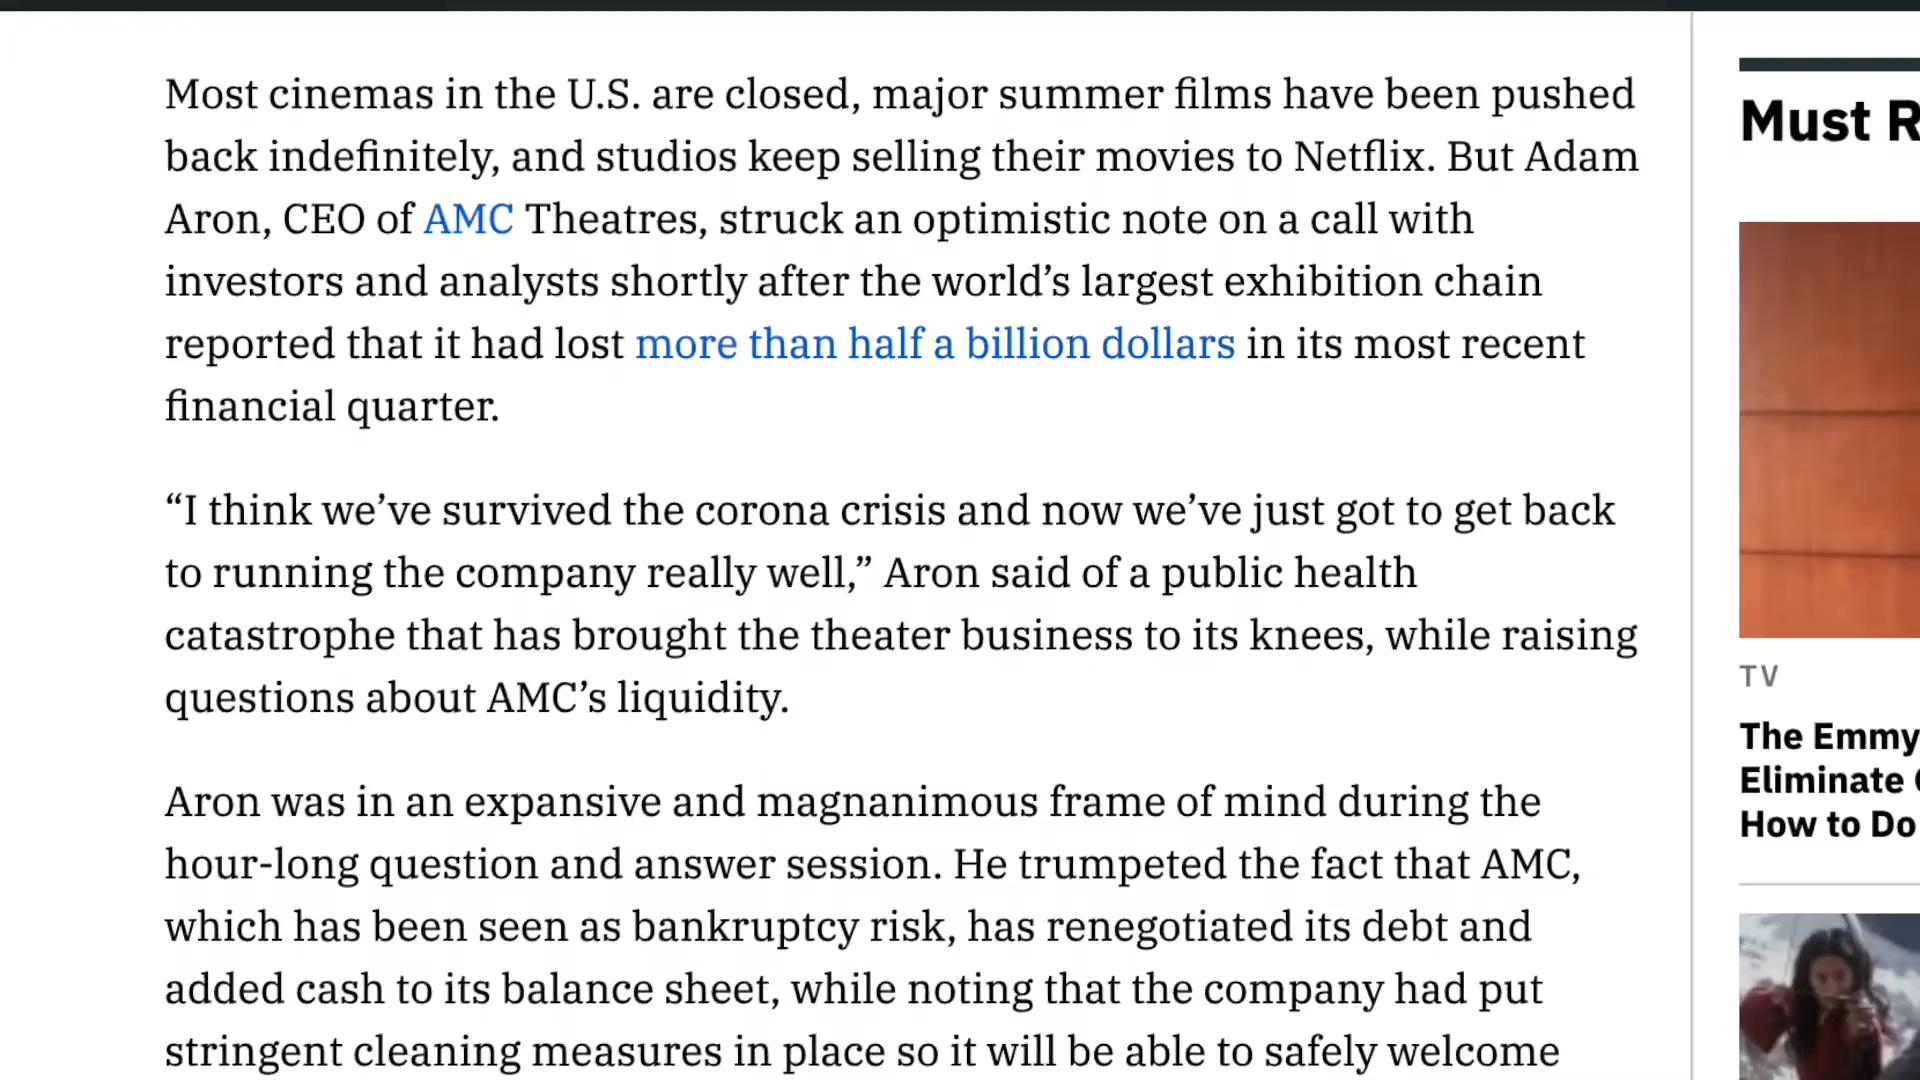 Most cinemas in the U.S. are closed, major summer films have been pushed
back indefinitely, and studios keep selling their movies to Netflix. But Adam
Aron, CEO of AMC Theatres, struck an optimistic note on a call with
investors and analysts shortly after the world’s largest exhibition chain
reported that it had lost more than half a billion dollars in its most recent
financial quarter.
“I think we’ve survived the corona crisis and now we’ve just got to get back
to running the company really well,” Aron said of a public health
catastrophe that has brought the theater business to its knees, while raising
questions about AMC’s liquidity.
Aron was in an expansive and magnanimous frame of mind during the
hour-long question and answer session. He trumpeted the fact that AMC,
which has been seen as bankruptcy risk, has renegotiated its debt and
added cash to its balance sheet, while noting that the company had put
stringent cleaning measures in place so it will be able to safely welcome
Must R
TV
The Emmy
Eliminate
How to Do